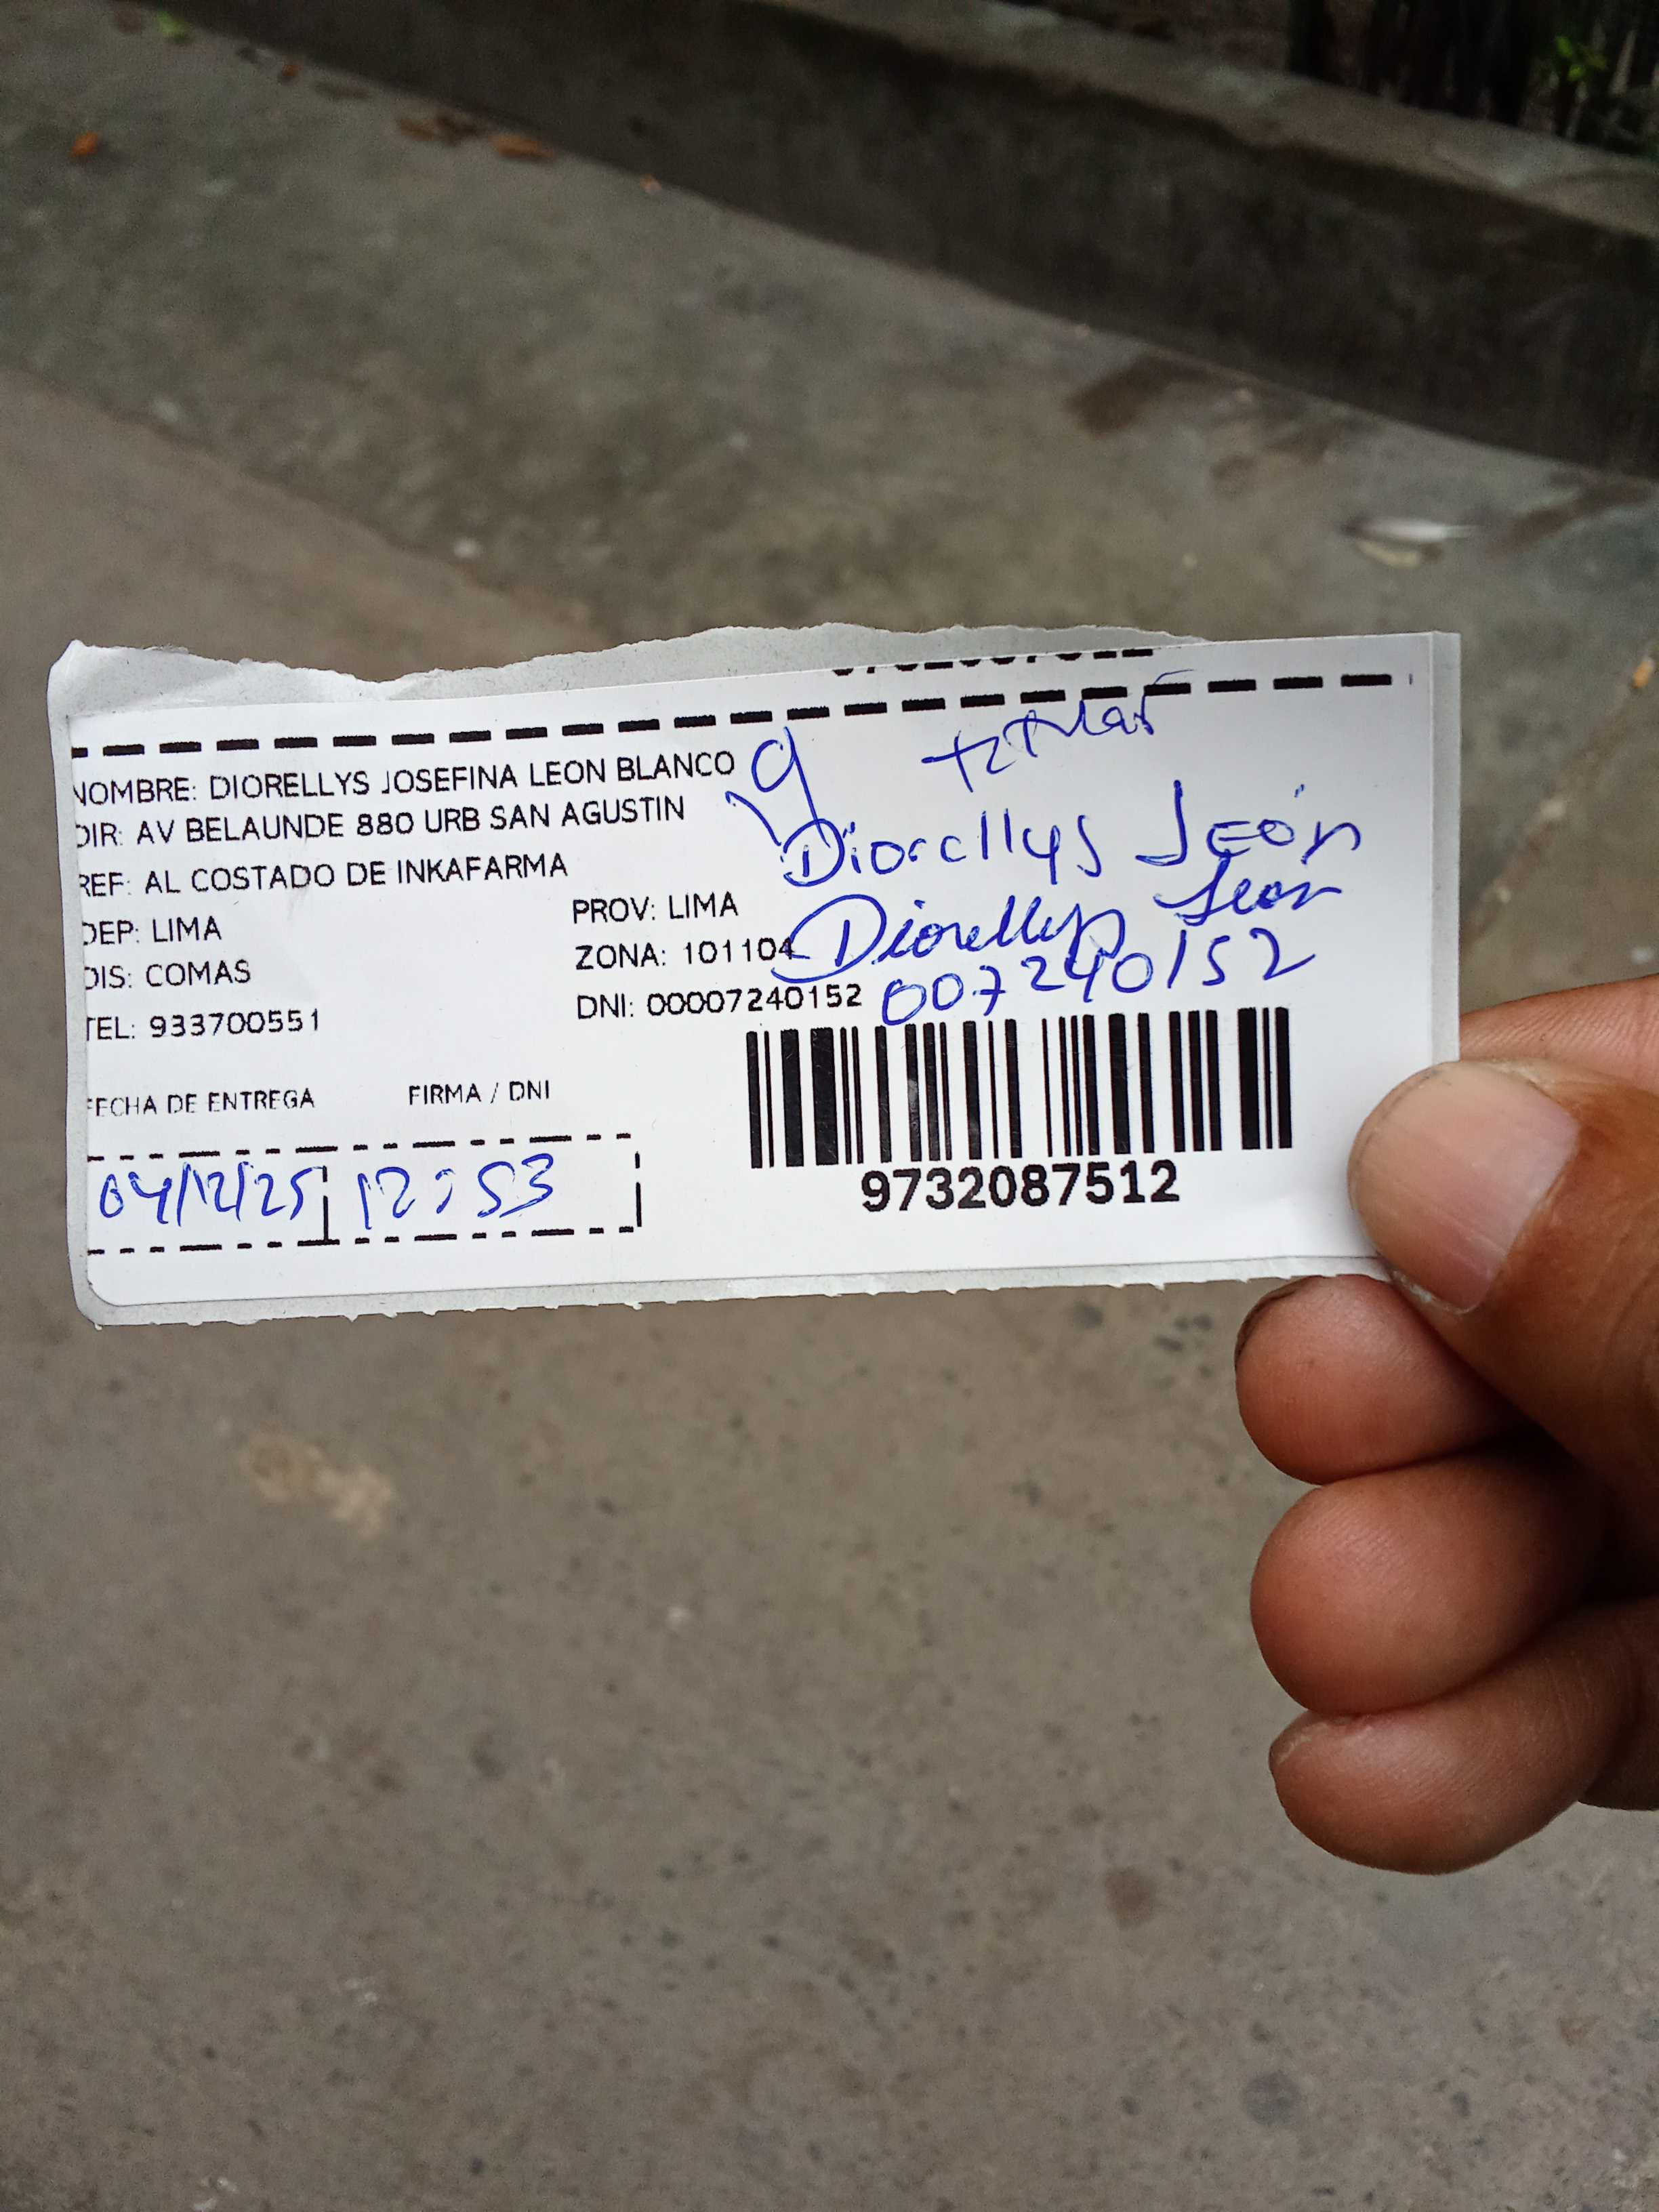 NOMBRE: DIORELLYS JOSEFINA LEON BLANCO
DIR: AV BELAUNDE 880 URB SAN AGUSTIN
REF: AL COSTADO DE INKAFARMA
DEP: LIMA PROV: LIMA
DIS: COMAS ZONA: 101104
TEL: 933700551 DNI: 00007240152
titular
Diorellys León
Diorellys Leon
007240152
FECHA DE ENTREGA FIRMA / DNI
04/12/25 12:53
9732087512